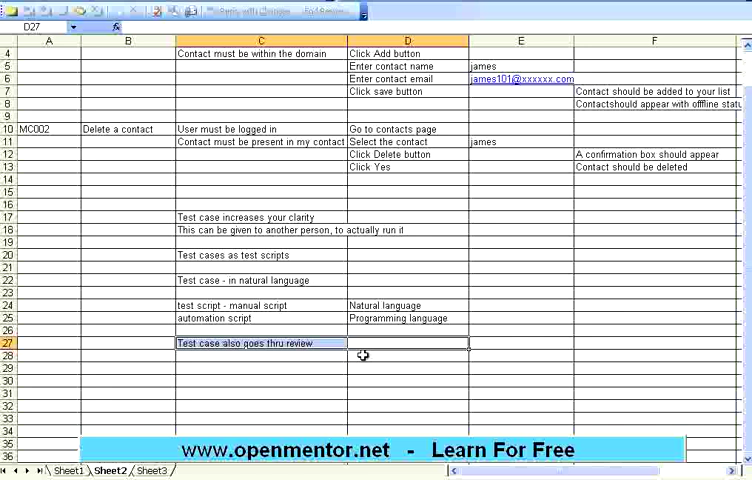 D27
fx
A B C D E F
4 Contact must be within the domain Click Add button
5 Enter contact name james
6 Enter contact email james101@xxxxxx.com
7 Click save button Contact should be added to your list
8 Contactshould appear with offfline statu
9
10 MC002 Delete a contact User must be logged in Go to contacts page
11 Contact must be present in my contact Select the contact james
12 Click Delete button A confirmation box should appear
13 Click Yes Contact should be deleted
14
15
16
17 Test case increases your clarity
18 This can be given to another person, to actually run it
19
20 Test cases as test scripts
21
22 Test case - in natural language
23
24 test script - manual script Natural language
25 automation script Programming language
26
27 Test case also goes thru review
28
29
30
31
32
33
34
35
36
www.openmentor.net - Learn For Free
Sheet1 Sheet2 Sheet3